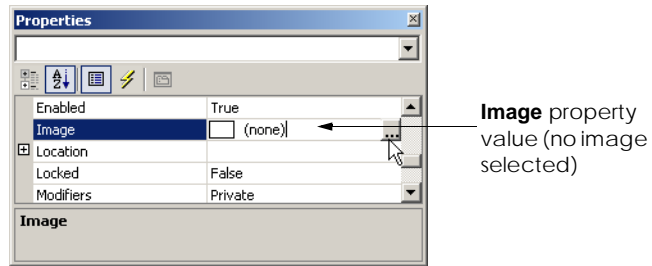 Properties
Enabled True
Image (none)
Location
Locked False
Modifiers Private
Image
Image property
value (no image
selected)